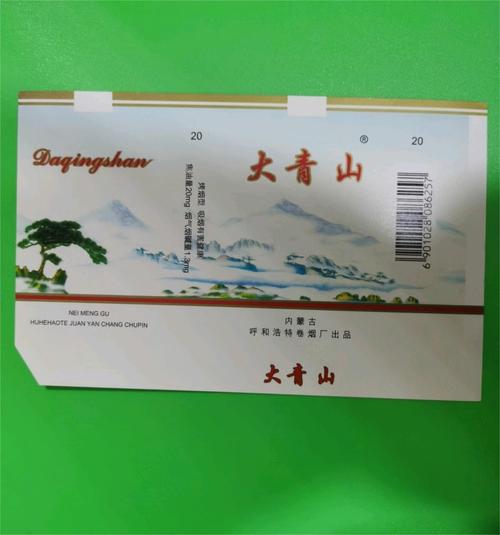 20
Daqingshan
烤烟型 吸烟有害健康
焦油量20mg 烟气烟碱量1.3mg
NEI MENG GU
HUHEHAOTE JUAN YAN CHANG CHUPIN
大青山®
20
6901028086257
内蒙古
呼和浩特卷烟厂出品
大青山